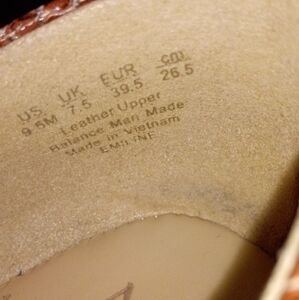 US UK EUR
9.5M 7.5 39.5 26.5
Leather Upper
Balance Man Made
Made in Vietnam